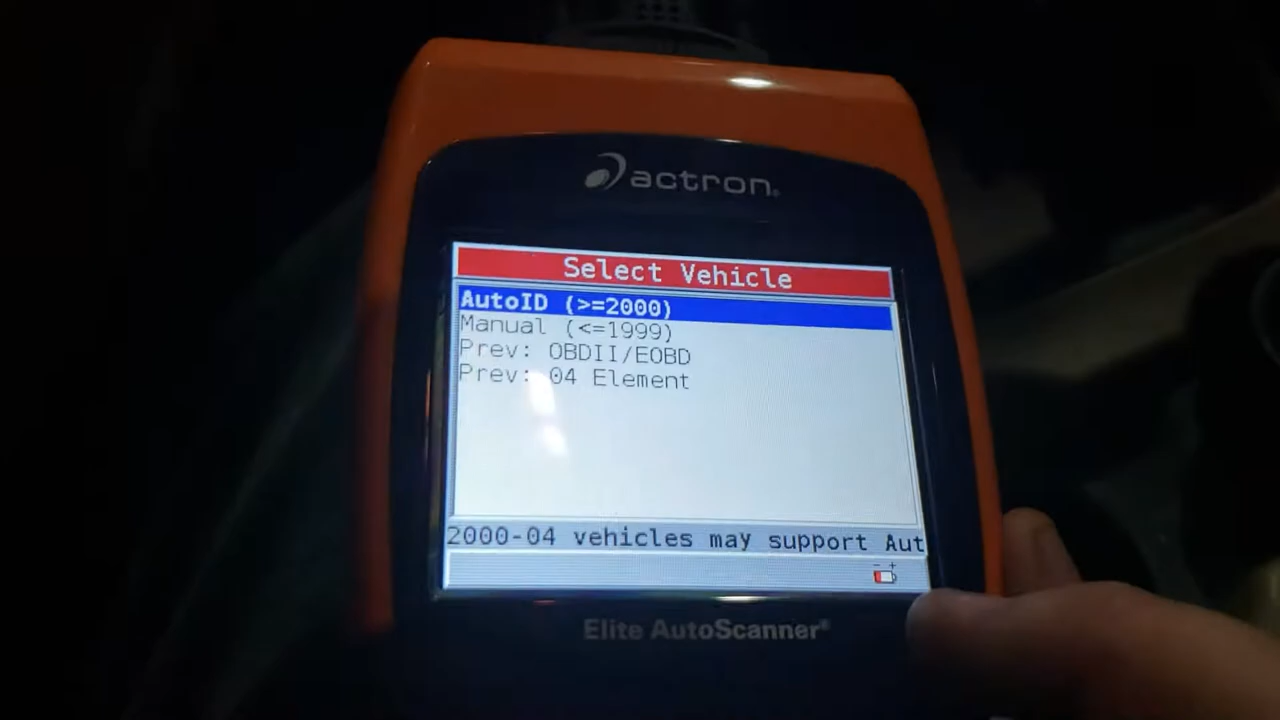 actron
Select Vehicle
AutoID (>=2000)
Manual (<=1999)
Prev: OBDII/EOBD
Prev: 04 Element
2000-04 vehicles may support Aut
- +
Elite AutoScanner®